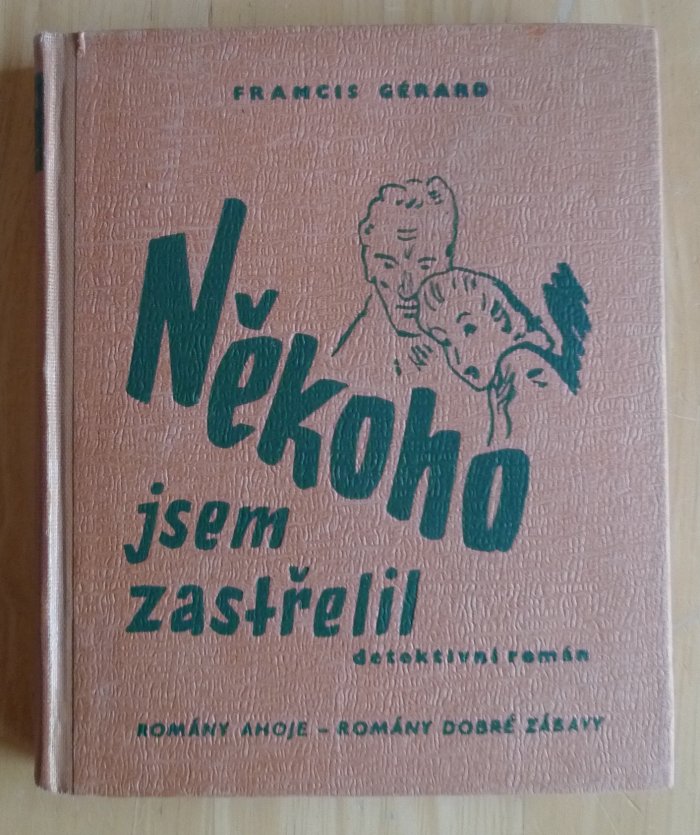 FRANCIS GÉRARD
Někoho
jsem
zastřelil
detektivní román
ROMÁNY AHOJE – ROMÁNY DOBRÉ ZÁBAVY